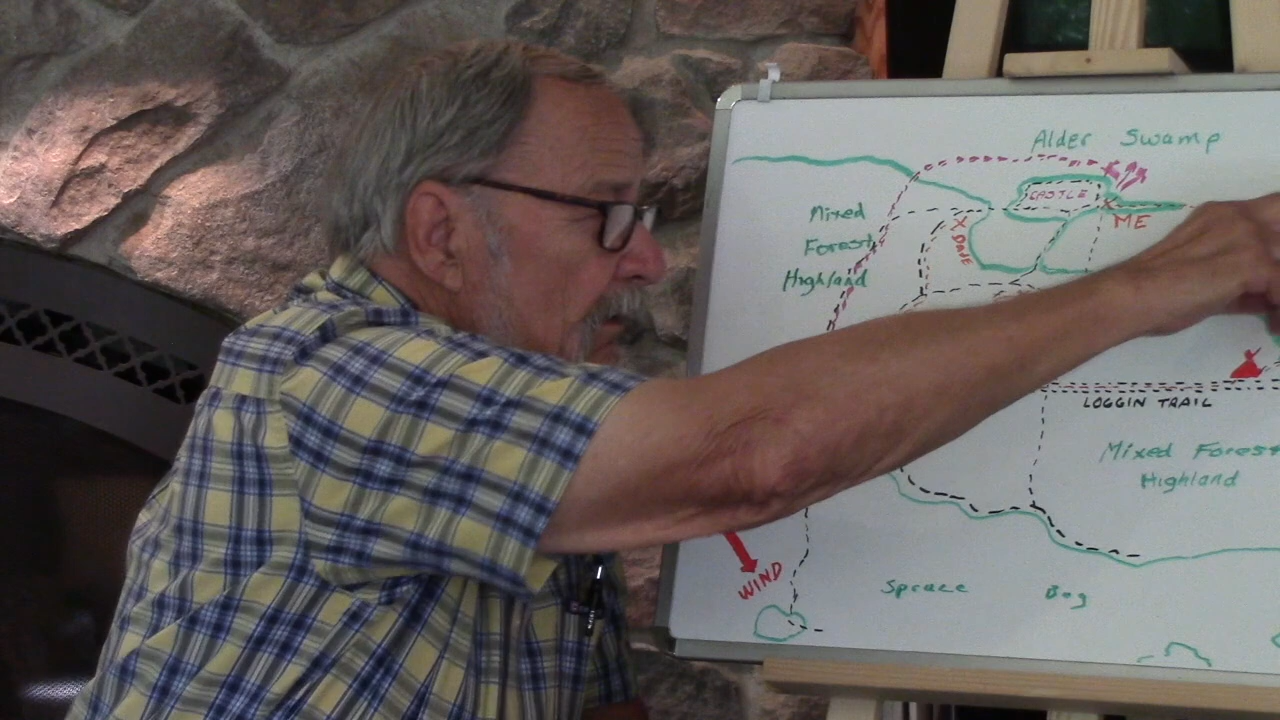 Alder Swamp
CASTLE
Mixed
Forest
Highland
X DAVE
X
ME
LOGGIN TRAIL
Mixed Forest
Highland
WIND
Spruce Bog